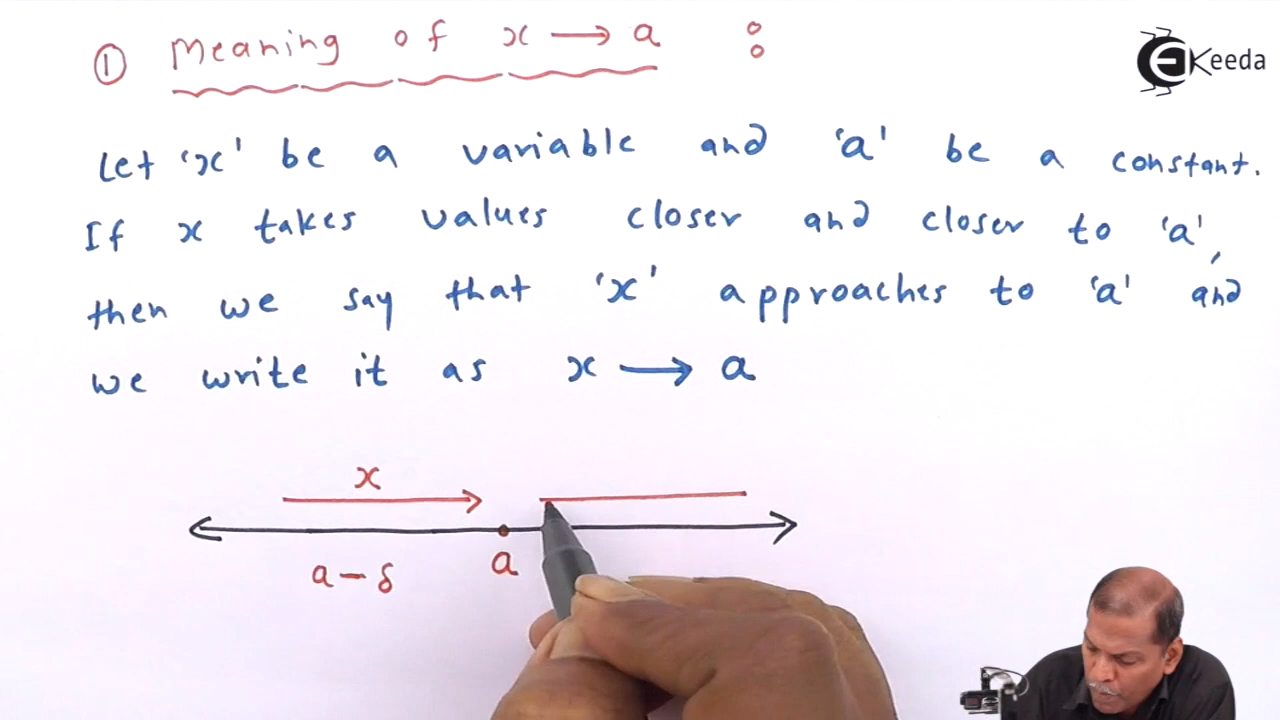 ① Meaning of x → a :
EKeeda
Let 'x' be a variable and 'a' be a constant.
If x takes values closer and closer to 'a',
then we say that 'x' approaches to 'a' and
we write it as x → a
x
a – δ a